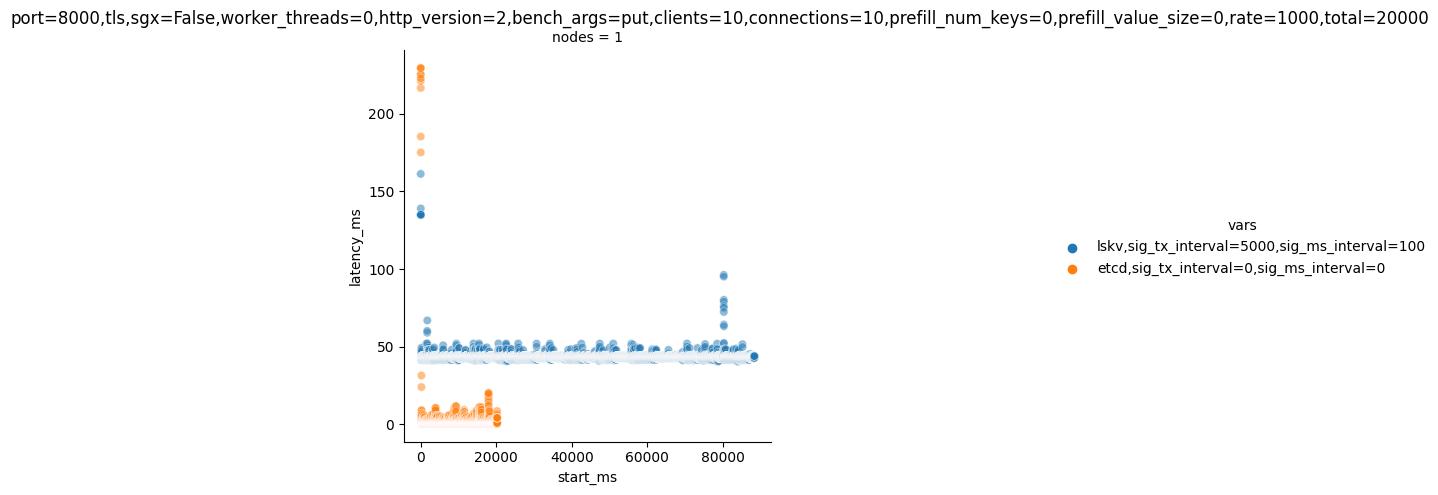 port=8000,tls,sgx=False,worker_threads=0,http_version=2,bench_args=put,clients=10,connections=10,prefill_num_keys=0,prefill_value_size=0,rate=1000,total=20000
nodes = 1
200
150
100
50
0
latency_ms
0 20000 40000 60000 80000
start_ms
vars
lskv,sig_tx_interval=5000,sig_ms_interval=100
etcd,sig_tx_interval=0,sig_ms_interval=0